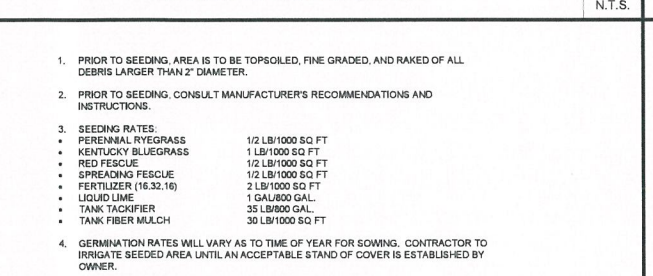 N.T.S.
1. PRIOR TO SEEDING, AREA IS TO BE TOPSOILED, FINE GRADED, AND RAKED OF ALL
DEBRIS LARGER THAN 2" DIAMETER.
2. PRIOR TO SEEDING, CONSULT MANUFACTURER'S RECOMMENDATIONS AND
INSTRUCTIONS.
3. SEEDING RATES:
▪ PERENNIAL RYEGRASS 1/2 LB/1000 SQ FT
▪ KENTUCKY BLUEGRASS 1 LB/1000 SQ FT
▪ RED FESCUE 1/2 LB/1000 SQ FT
▪ SPREADING FESCUE 1/2 LB/1000 SQ FT
▪ FERTILIZER (16.32.16) 2 LB/1000 SQ FT
▪ LIQUID LIME 1 GAL/800 GAL.
▪ TANK TACKIFIER 35 LB/800 GAL.
▪ TANK FIBER MULCH 30 LB/1000 SQ FT
4. GERMINATION RATES WILL VARY AS TO TIME OF YEAR FOR SOWING. CONTRACTOR TO
IRRIGATE SEEDED AREA UNTIL AN ACCEPTABLE STAND OF COVER IS ESTABLISHED BY
OWNER.